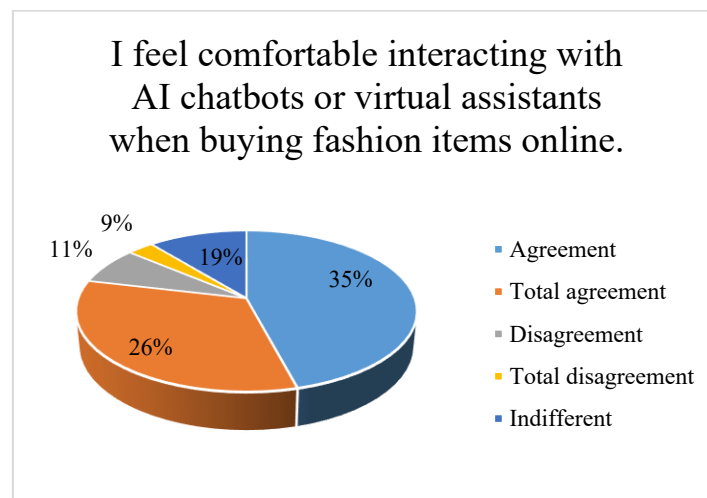 I feel comfortable interacting with
AI chatbots or virtual assistants
when buying fashion items online.
9%
11%
19%
35%
26%
Agreement
Total agreement
Disagreement
Total disagreement
Indifferent